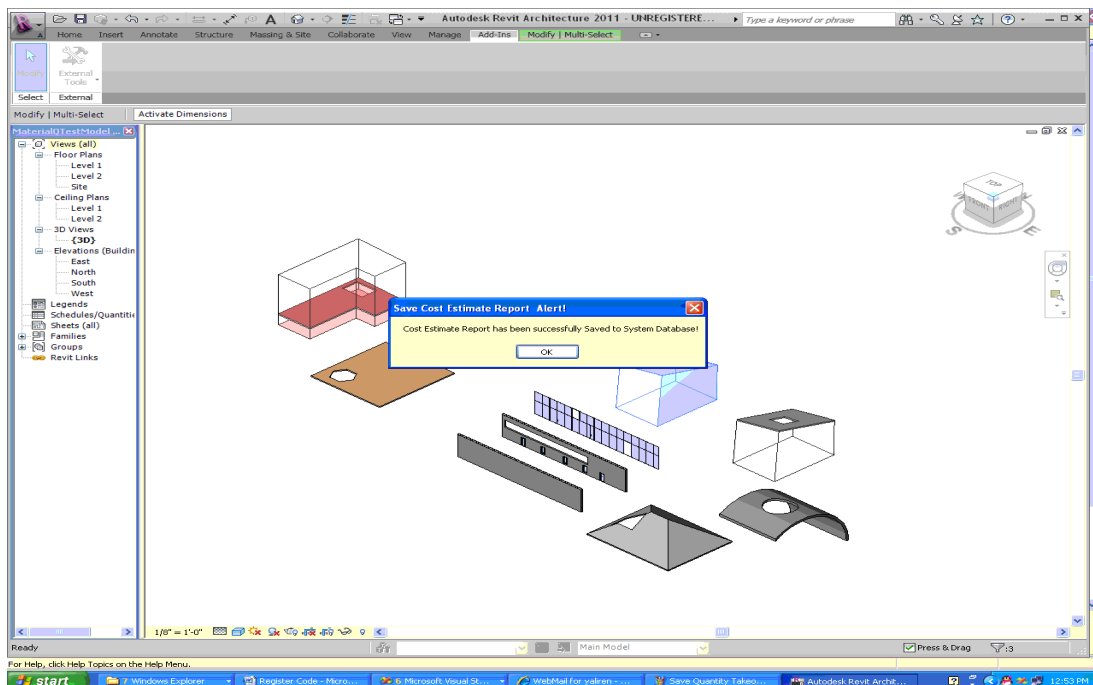 Autodesk Revit Architecture 2011 - UNREGISTERE...
Type a keyword or phrase
Home Insert Annotate Structure Massing & Site Collaborate View Manage Add-Ins Modify | Multi-Select
Modify
External
Tools
Select External
Modify | Multi-Select Activate Dimensions
MaterialQTestModel ...
Views (all)
Floor Plans
Level 1
Level 2
Site
Ceiling Plans
Level 1
Level 2
3D Views
{3D}
Elevations (Buildin
East
North
South
West
Legends
Schedules/Quantitie
Sheets (all)
Families
Groups
Revit Links
TOP
FRONT
RIGHT
S
E
Save Cost Estimate Report Alert!
Cost Estimate Report has been successfully Saved to System Database!
OK
1/8" = 1'-0"
Ready
Main Model
Press & Drag
:3
For Help, click Help Topics on the Help Menu.
start
7 Windows Explorer
Register Code - Micro...
6 Microsoft Visual St...
WebMail for yaliren - ...
Save Quantity Takeo...
Autodesk Revit Archit...
12:53 PM